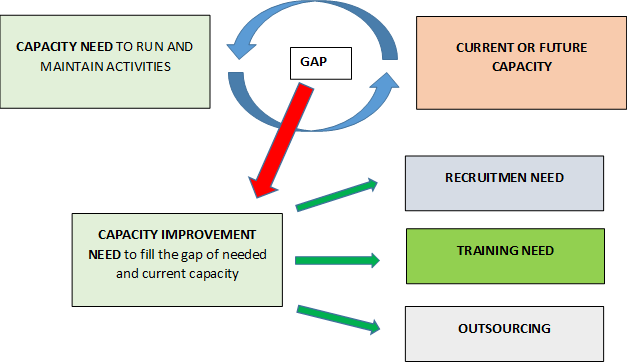 CAPACITY NEED TO RUN AND
MAINTAIN ACTIVITIES
GAP
CURRENT OR FUTURE
CAPACITY
RECRUITMEN NEED
CAPACITY IMPROVEMENT
NEED to fill the gap of needed
and current capacity
TRAINING NEED
OUTSOURCING